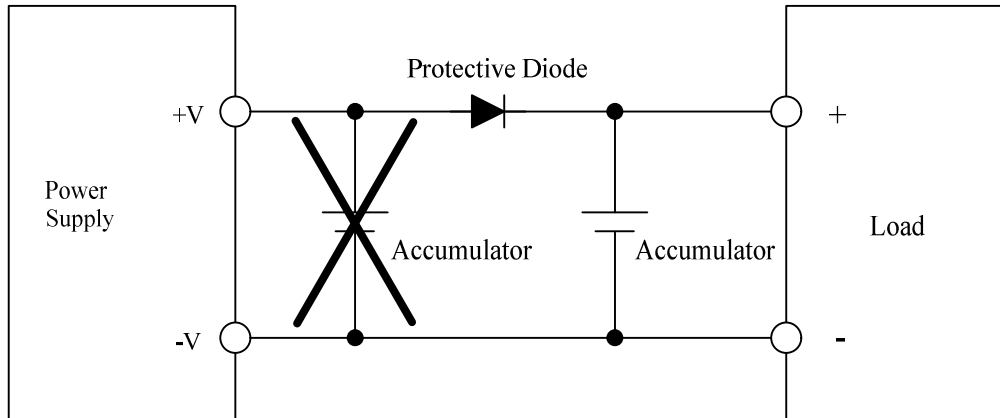 Protective Diode
+V
+
Power
Supply
Accumulator
Accumulator
Load
-V
-